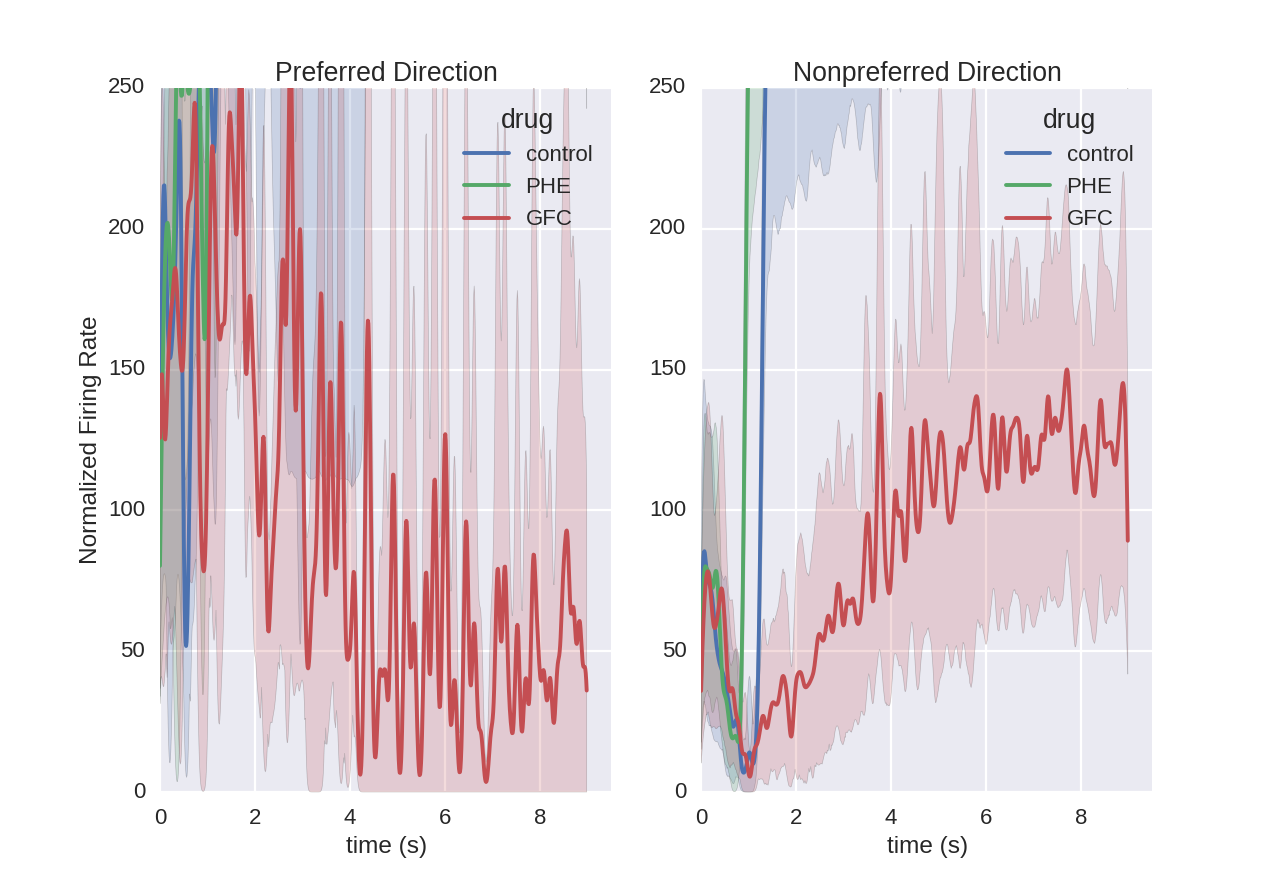 Preferred Direction
Nonpreferred Direction
Normalized Firing Rate
250
200
150
100
50
0
0 2 4 6 8
time (s)
drug
control
PHE
GFC
250
200
150
100
50
0
0 2 4 6 8
time (s)
drug
control
PHE
GFC